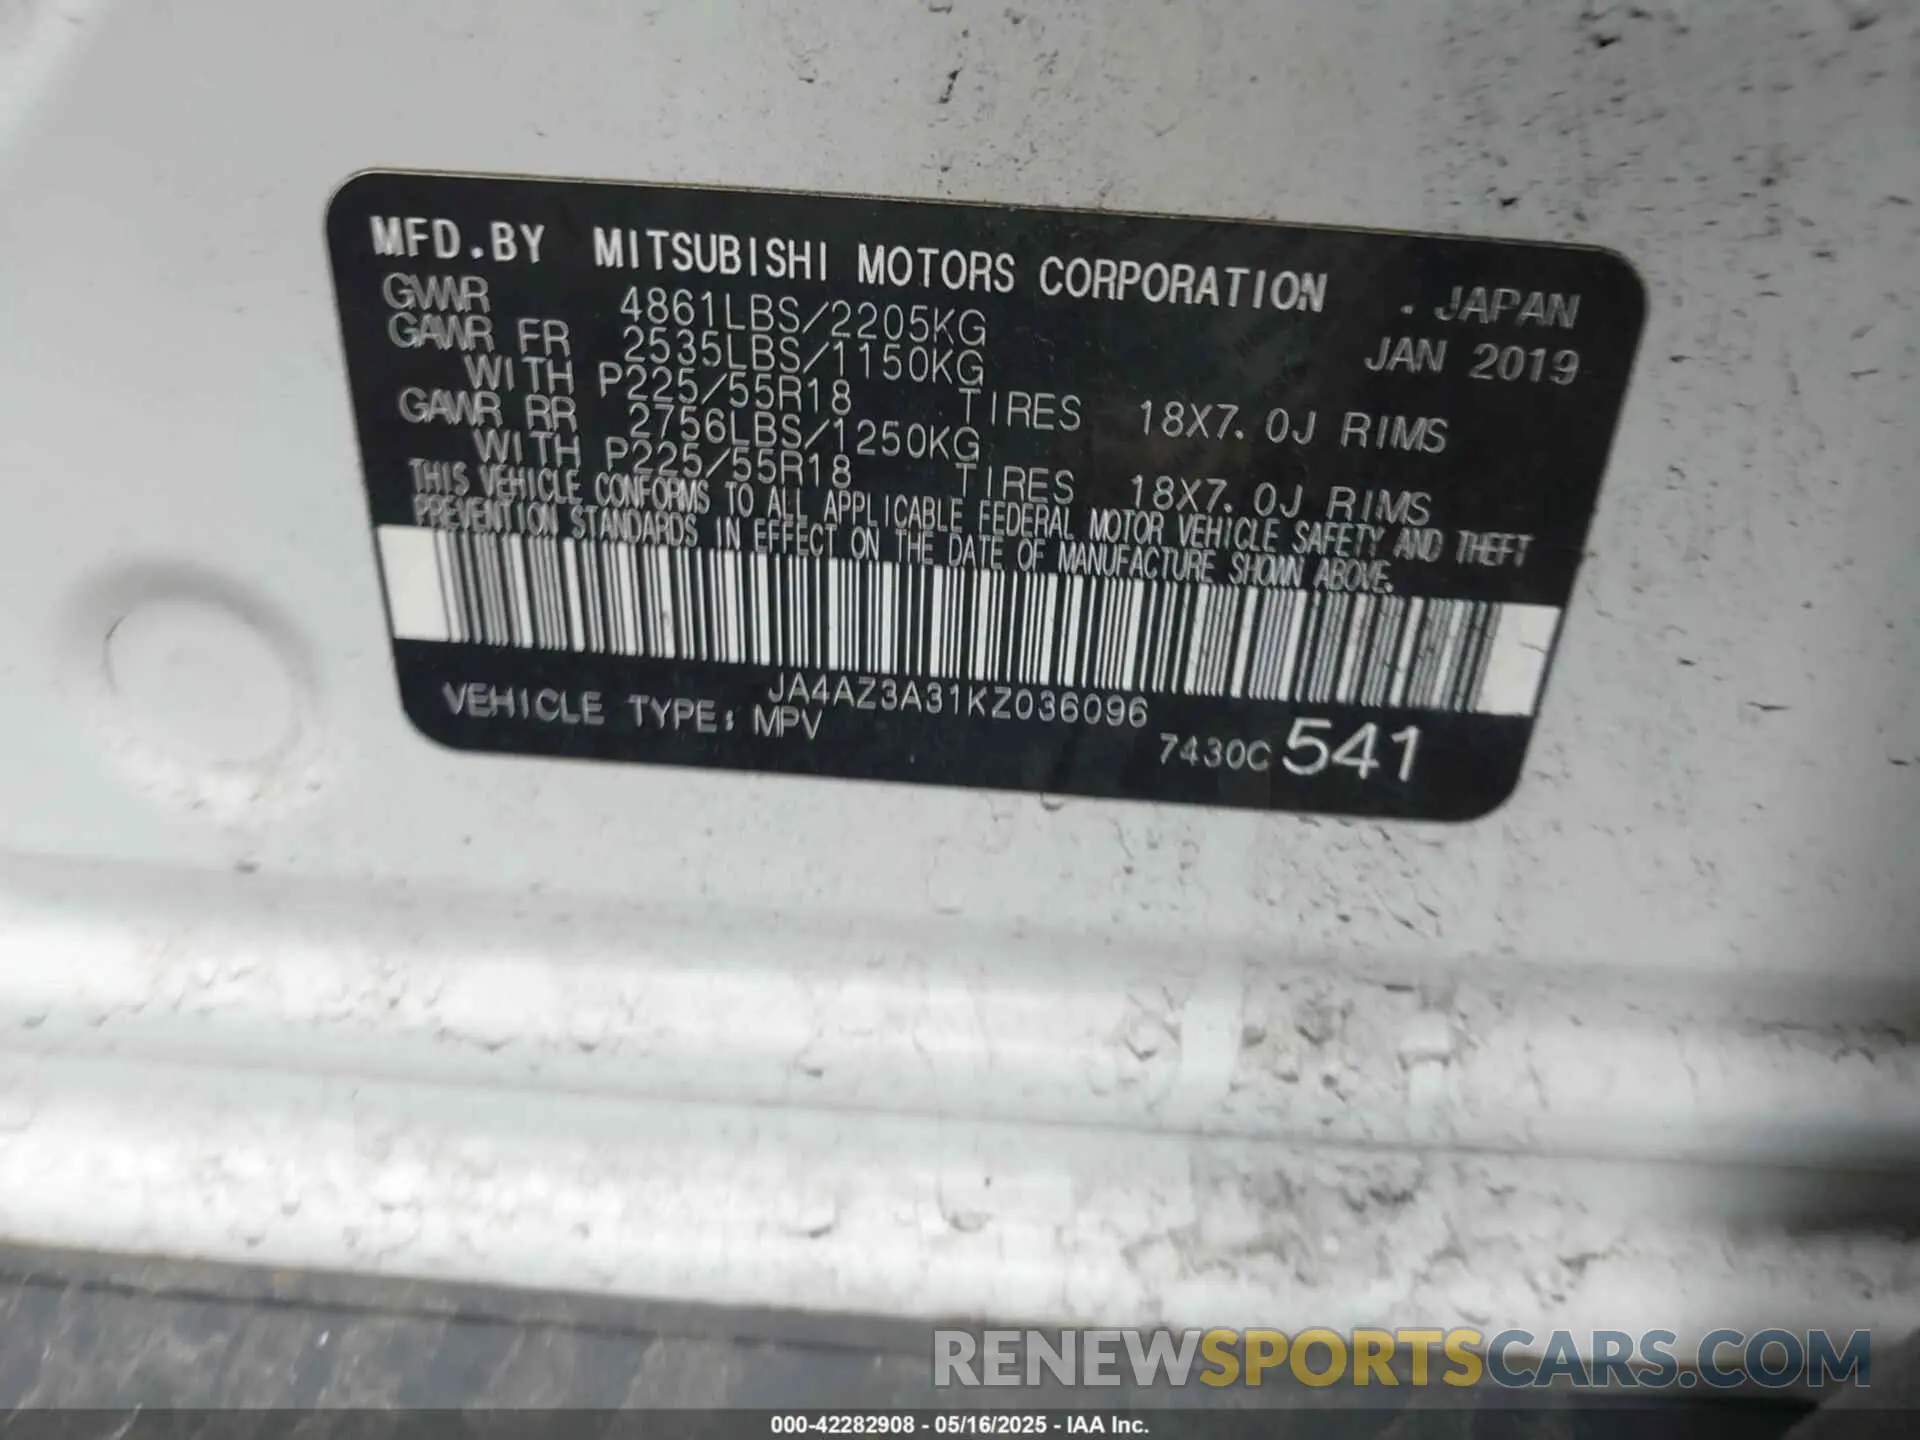 MFD.BY MITSUBISHI MOTORS CORPORATION . JAPAN
GVWR 4861LBS/2205KG JAN 2019
GAWR FR 2535LBS/1150KG
WITH P225/55R18 TIRES 18X7.0J RIMS
GAWR RR 2756LBS/1250KG
WITH P225/55R18 TIRES 18X7.0J RIMS
THIS VEHICLE CONFORMS TO ALL APPLICABLE FEDERAL MOTOR VEHICLE SAFETY AND THEFT
PREVENTION STANDARDS IN EFFECT ON THE DATE OF MANUFACTURE SHOWN ABOVE.
JA4AZ3A31KZ036096
VEHICLE TYPE: MPV 7430C 541
RENEWSPORTSCARS.COM
000-42282908 - 05/16/2025 - IAA Inc.